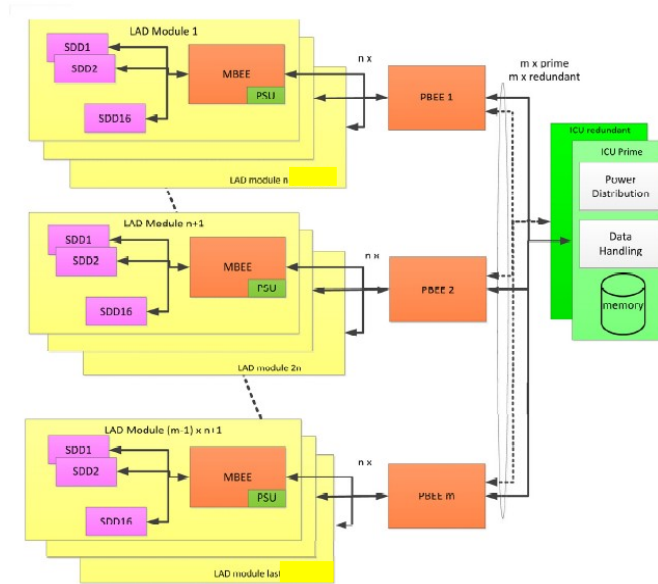 LAD Module 1
SDD1
SDD2
SDD16
MBEE
PSU
n x
LAD module n
PBEE 1
m x prime
m x redundant
ICU redundant
ICU Prime
Power
Distribution
Data
Handling
memory
LAD Module n+1
SDD1
SDD2
SDD16
MBEE
PSU
n x
LAD module 2n
PBEE 2
LAD Module (m-1) x n+1
SDD1
SDD2
SDD16
MBEE
PSU
n x
LAD module last
PBEE m